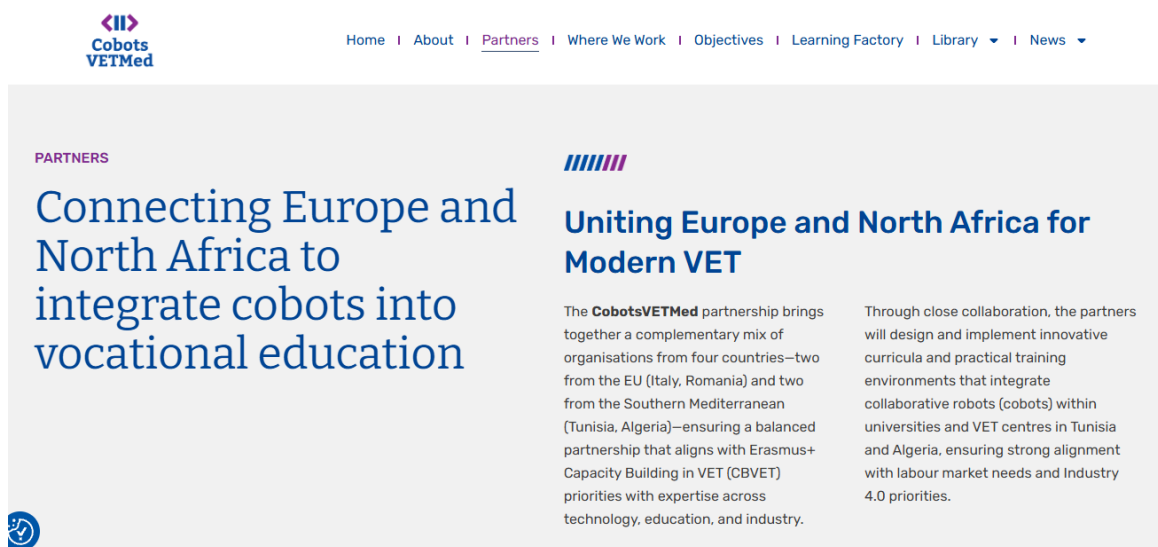 Cobots
VETMed
Home
About
Partners
Where We Work
Objectives
Learning Factory
Library
News
PARTNERS
Connecting Europe and
North Africa to
integrate cobots into
vocational education
Uniting Europe and North Africa for
Modern VET
The CobotsVETMed partnership brings
together a complementary mix of
organisations from four countries—two
from the EU (Italy, Romania) and two
from the Southern Mediterranean
(Tunisia, Algeria)—ensuring a balanced
partnership that aligns with Erasmus+
Capacity Building in VET (CBVET)
priorities with expertise across
technology, education, and industry.
Through close collaboration, the partners
will design and implement innovative
curricula and practical training
environments that integrate
collaborative robots (cobots) within
universities and VET centres in Tunisia
and Algeria, ensuring strong alignment
with labour market needs and Industry
4.0 priorities.